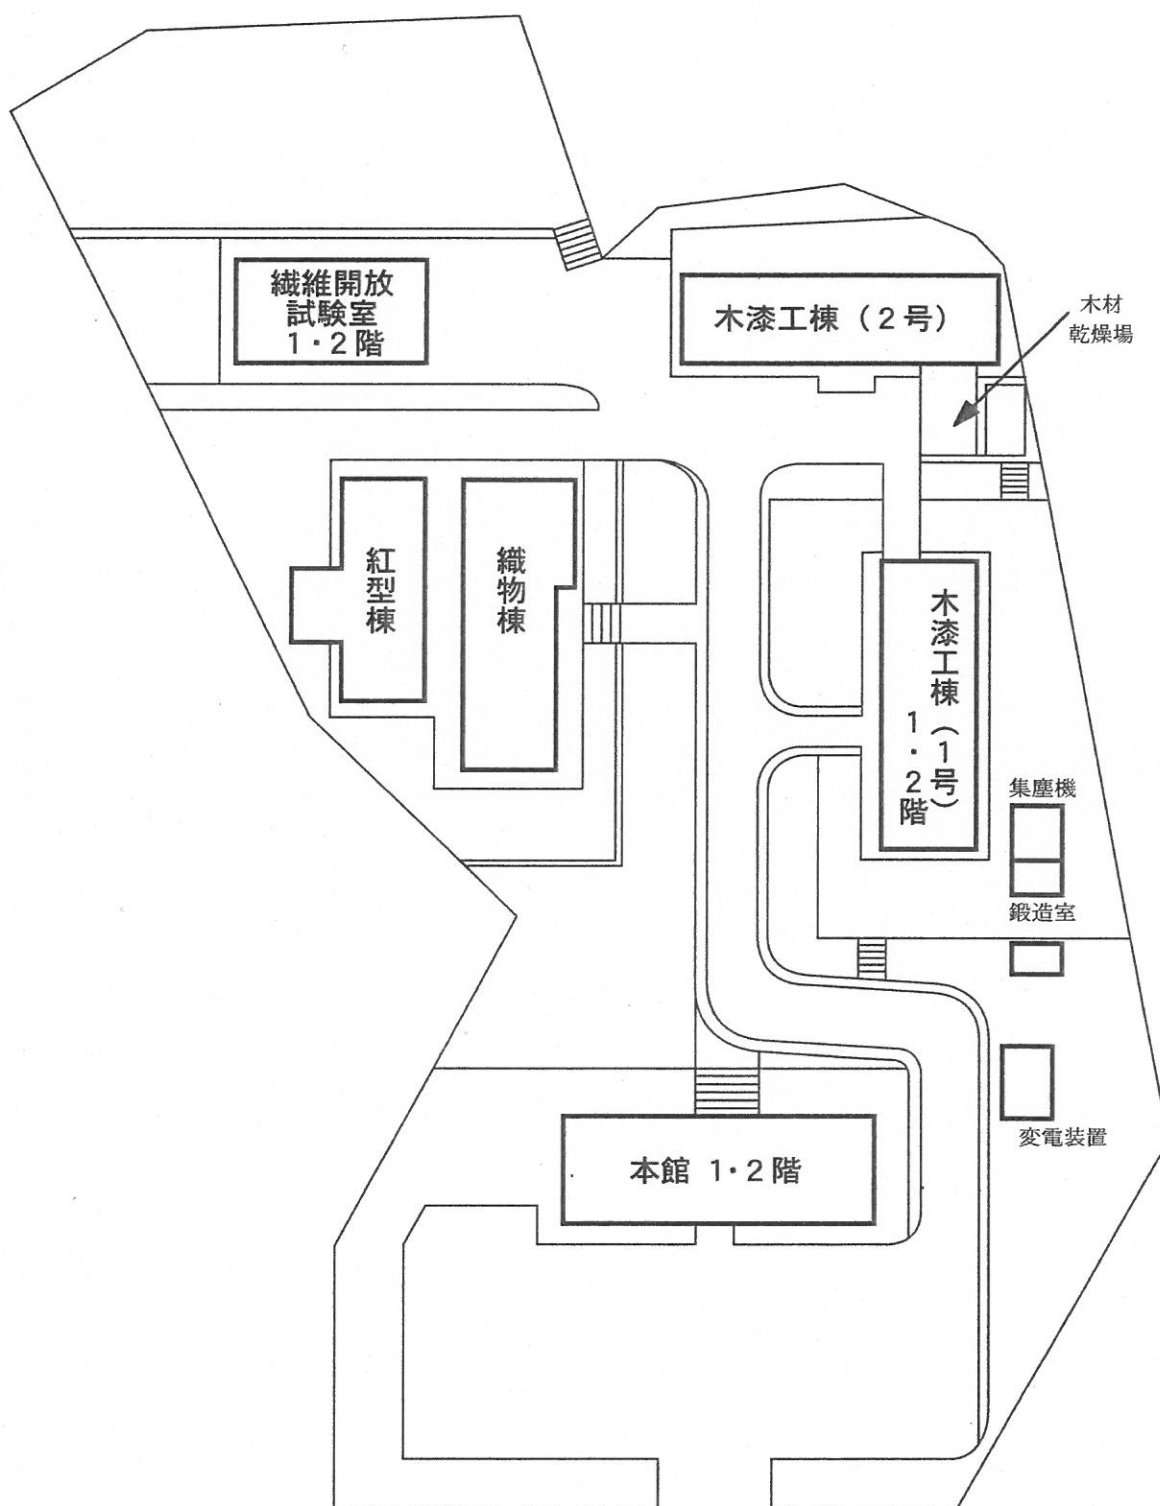 繊維開放
試験室
1・2階
木漆工棟（2号）
木材
乾燥場
紅型棟
織物棟
木漆工棟（1号）
1・2階
集塵機
鍛造室
変電装置
本館 1・2階